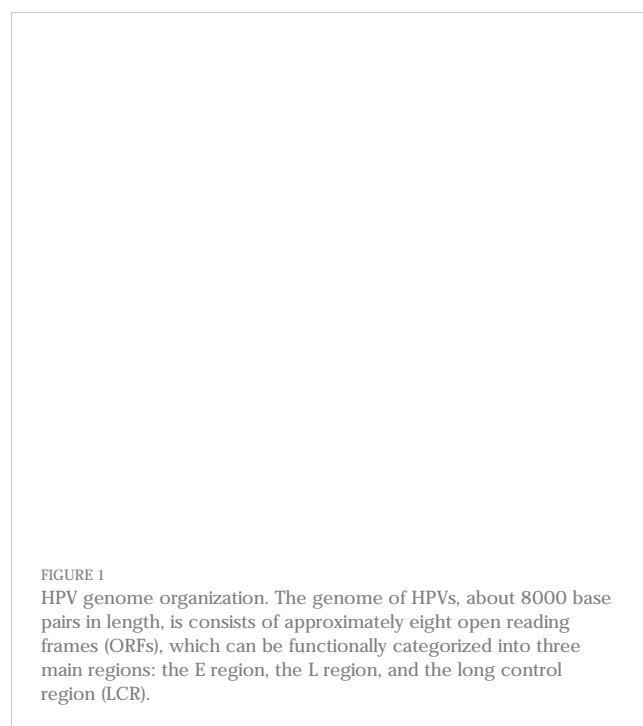 FIGURE 1
HPV genome organization. The genome of HPVs, about 8000 base
pairs in length, is consists of approximately eight open reading
frames (ORFs), which can be functionally categorized into three
main regions: the E region, the L region, and the long control
region (LCR).